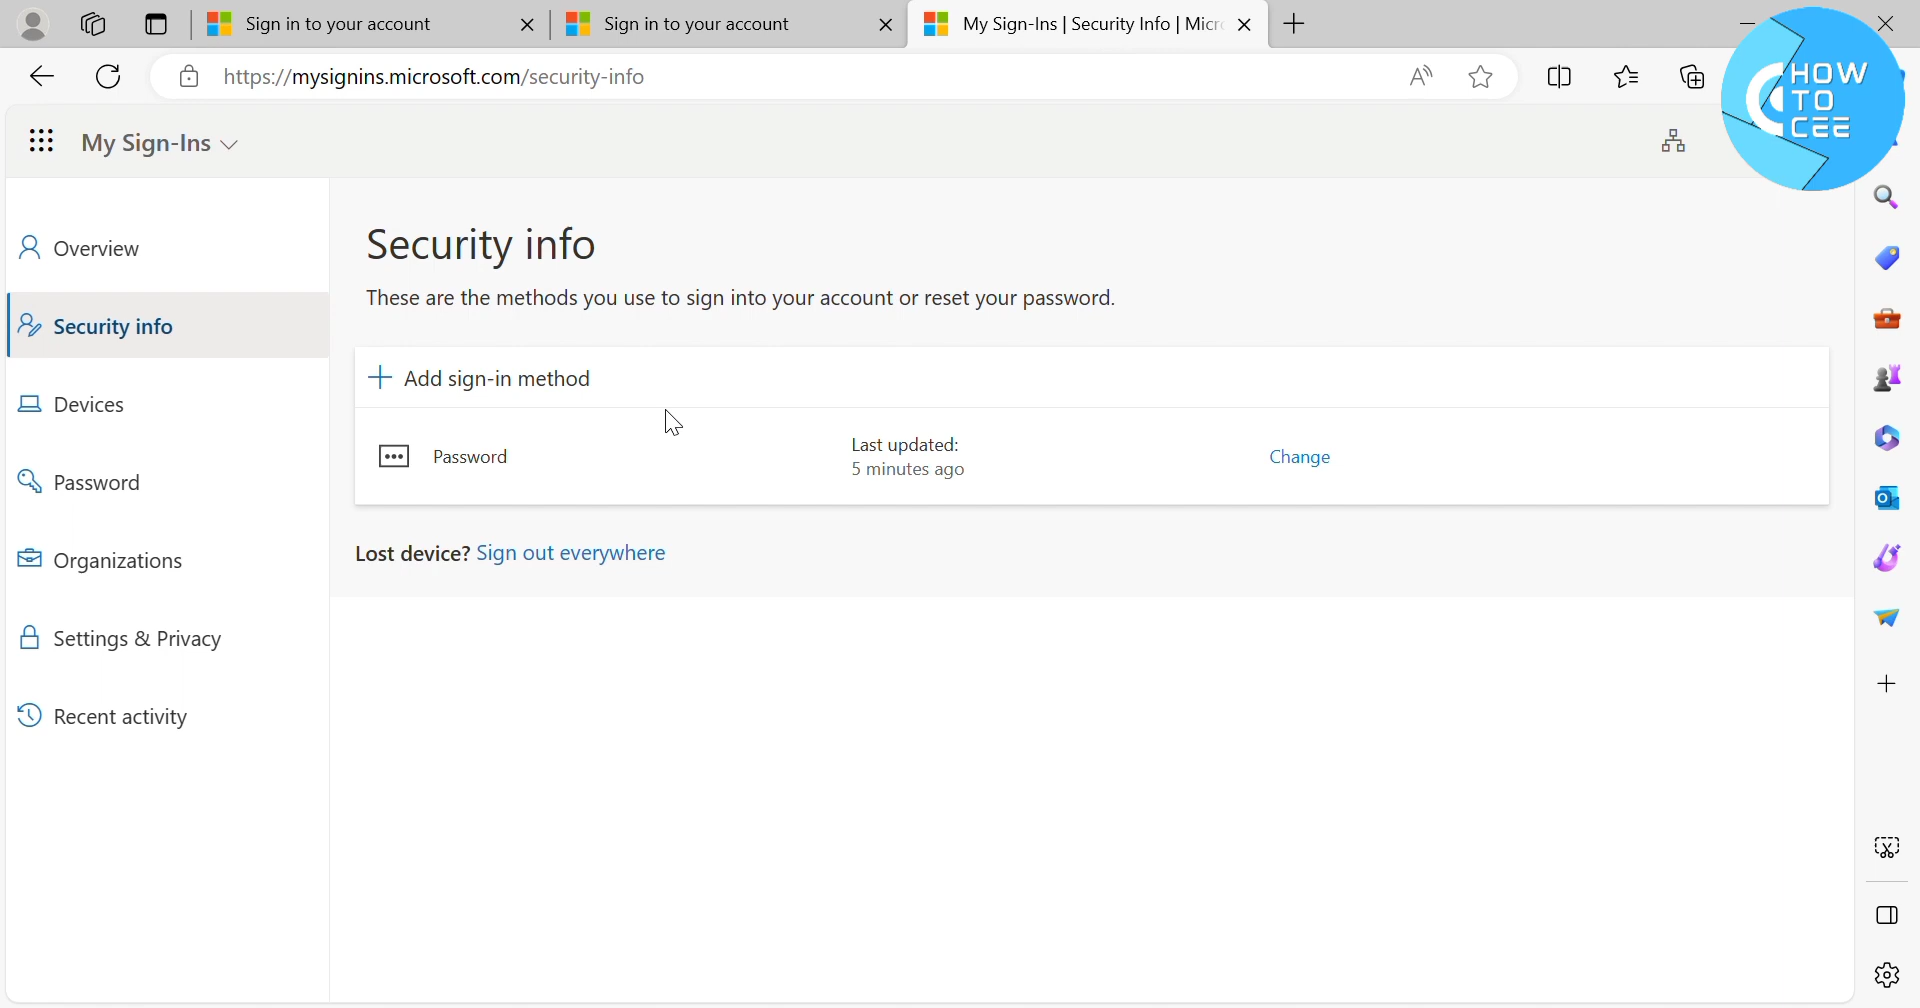 Sign in to your account
Sign in to your account
My Sign-Ins | Security Info | Micr
https://mysignins.microsoft.com/security-info
HOW
TO
CEE
My Sign-Ins
Overview
Security info
Devices
Password
Organizations
Settings & Privacy
Recent activity
Security info
These are the methods you use to sign into your account or reset your password.
Add sign-in method
Password
Last updated:
5 minutes ago
Change
Lost device? Sign out everywhere